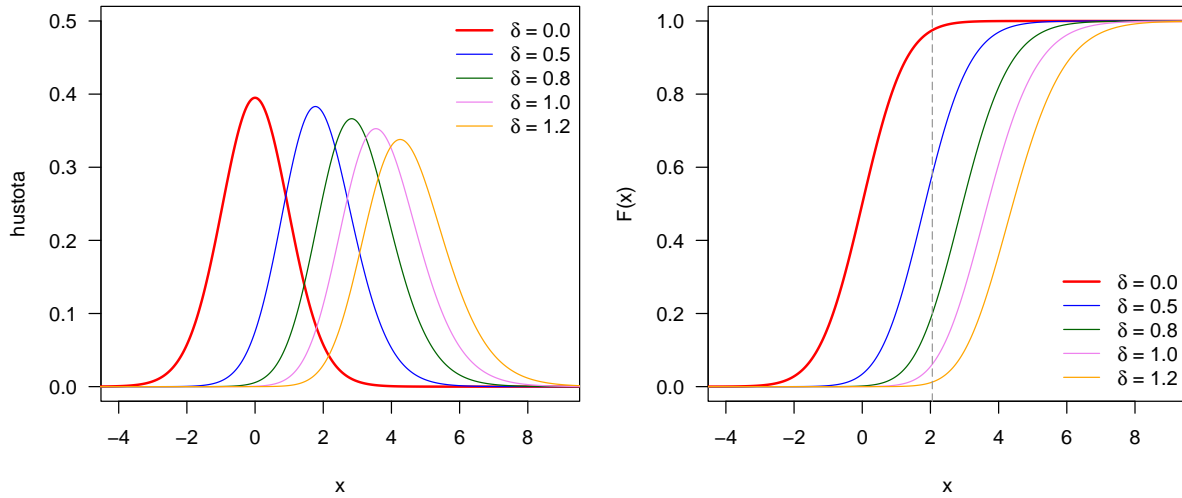 hustota
0.5
0.4
0.3
0.2
0.1
0.0
−4 −2 0 2 4 6 8
x
δ = 0.0
δ = 0.5
δ = 0.8
δ = 1.0
δ = 1.2
F(x)
1.0
0.8
0.6
0.4
0.2
0.0
−4 −2 0 2 4 6 8
x
δ = 0.0
δ = 0.5
δ = 0.8
δ = 1.0
δ = 1.2